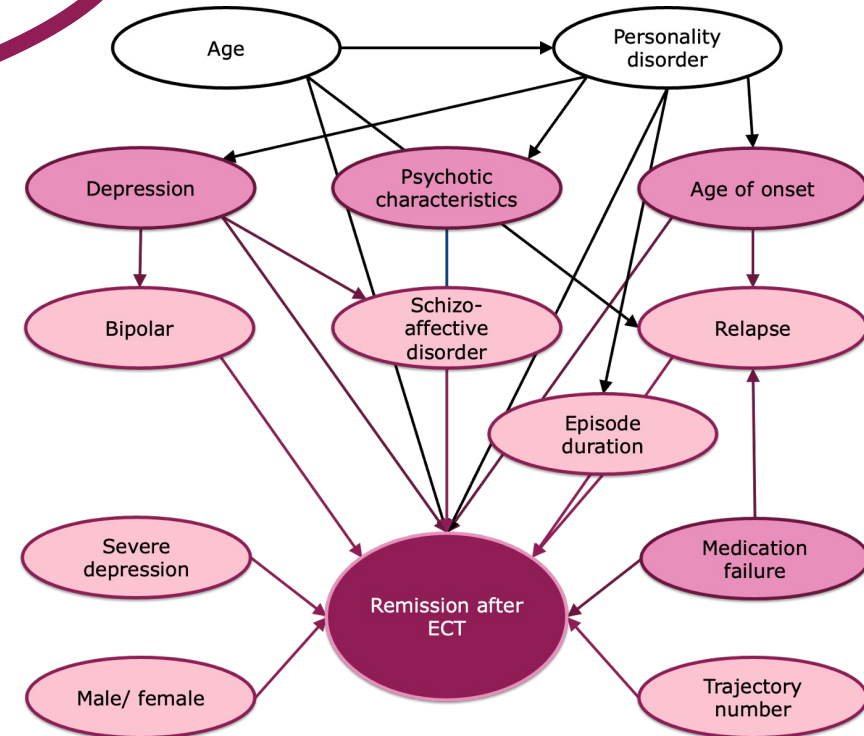 Age
Personality
disorder
Depression
Psychotic
characteristics
Age of onset
Bipolar
Schizo-
affective
disorder
Relapse
Episode
duration
Severe
depression
Medication
failure
Remission after
ECT
Male/ female
Trajectory
number